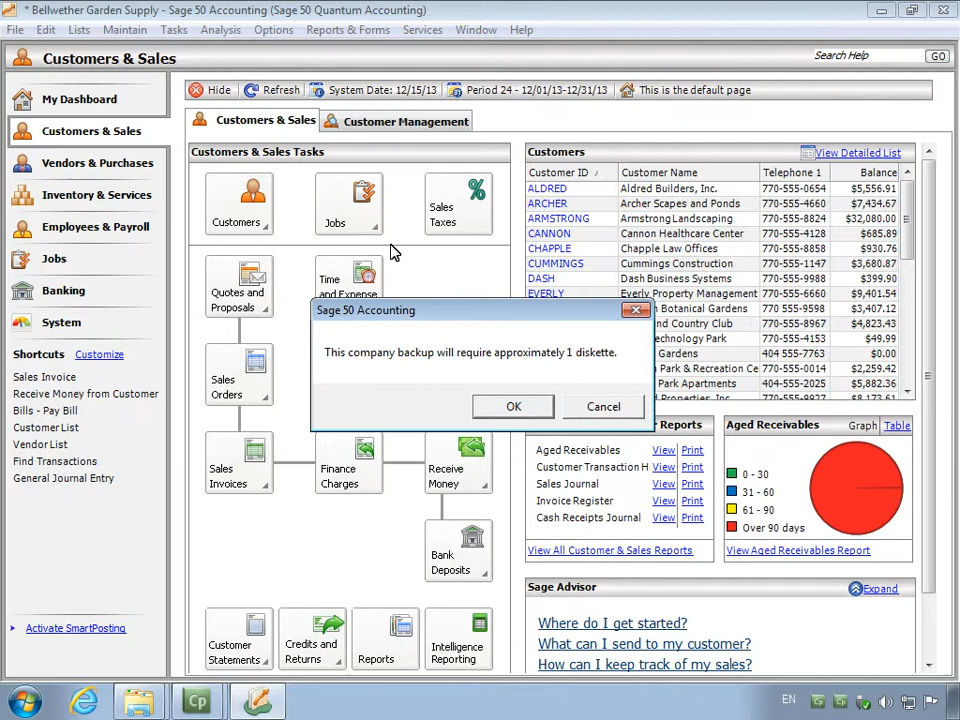 * Bellwether Garden Supply - Sage 50 Accounting (Sage 50 Quantum Accounting)
File Edit Lists Maintain Tasks Analysis Options Reports & Forms Services Window Help
Customers & Sales
Search Help
GO
Hide Refresh System Date: 12/15/13 Period 24 - 12/01/13-12/31/13 This is the default page
My Dashboard
Customers & Sales
Vendors & Purchases
Inventory & Services
Employees & Payroll
Jobs
Banking
System
Shortcuts Customize
Sales Invoice
Receive Money from Customer
Bills - Pay Bill
Customer List
Vendor List
Find Transactions
General Journal Entry
Activate SmartPosting
Customers & Sales Customer Management
Customers & Sales Tasks
Customers
Jobs
Sales
Taxes
Quotes and
Proposals
Time
and Expense
Sales
Orders
Sales
Invoices
Finance
Charges
Receive
Money
Bank
Deposits
Customer
Statements
Credits and
Returns
Reports
Intelligence
Reporting
Sage 50 Accounting
This company backup will require approximately 1 diskette.
OK Cancel
Customers View Detailed List
Customer ID / Customer Name Telephone 1 Balance
ALDRED Aldred Builders, Inc. 770-555-0654 $5,556.91
ARCHER Archer Scapes and Ponds 770-555-4660 $7,434.67
ARMSTRONG Armstrong Landscaping 770-555-8824 $32,080.00
CANNON Cannon Healthcare Center 770-555-4128 $685.89
CHAPPLE Chapple Law Offices 770-555-8858 $930.76
CUMMINGS Cummings Construction 770-555-1147 $3,680.87
DASH Dash Business Systems 770-555-9988 $399.90
EVERLY Everly Property Management 770-555-6660 $9,401.54
Botanical Gardens 770 555 9598 $3,407.12
and Country Club 770-555-8967 $4,823.43
Technology Park 770-555-4153 $49.99
Gardens 404 555-7763 $0.00
Park & Recreation Ce 770-555-0142 $2,259.42
Park Apartments 404-555-2025 $5,882.36
Aged Receivables View Print
Customer Transaction H View Print
Sales Journal View Print
Invoice Register View Print
Cash Receipts Journal View Print
View All Customer & Sales Reports
Aged Receivables Graph Table
0 - 30
31 - 60
61 - 90
Over 90 days
View Aged Receivables Report
Sage Advisor Expand
Where do I get started?
What can I send to my customer?
How can I keep track of my sales?
Cp
EN